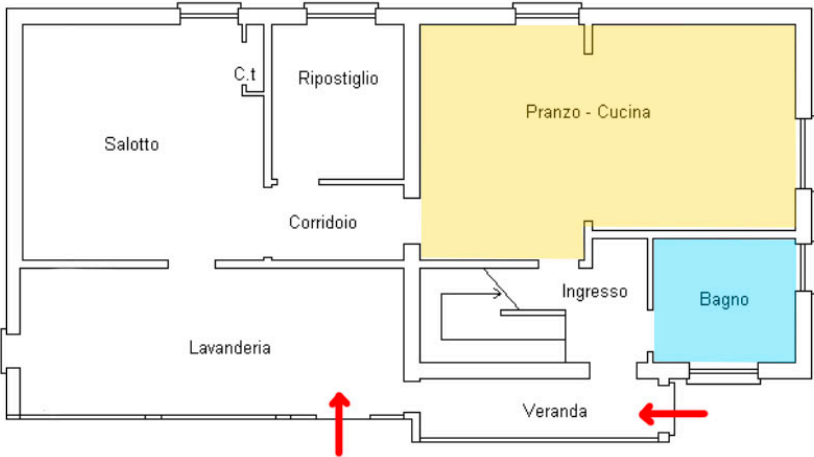 C.t
Ripostiglio
Pranzo - Cucina
Salotto
Corridoio
Ingresso
Bagno
Lavanderia
Veranda